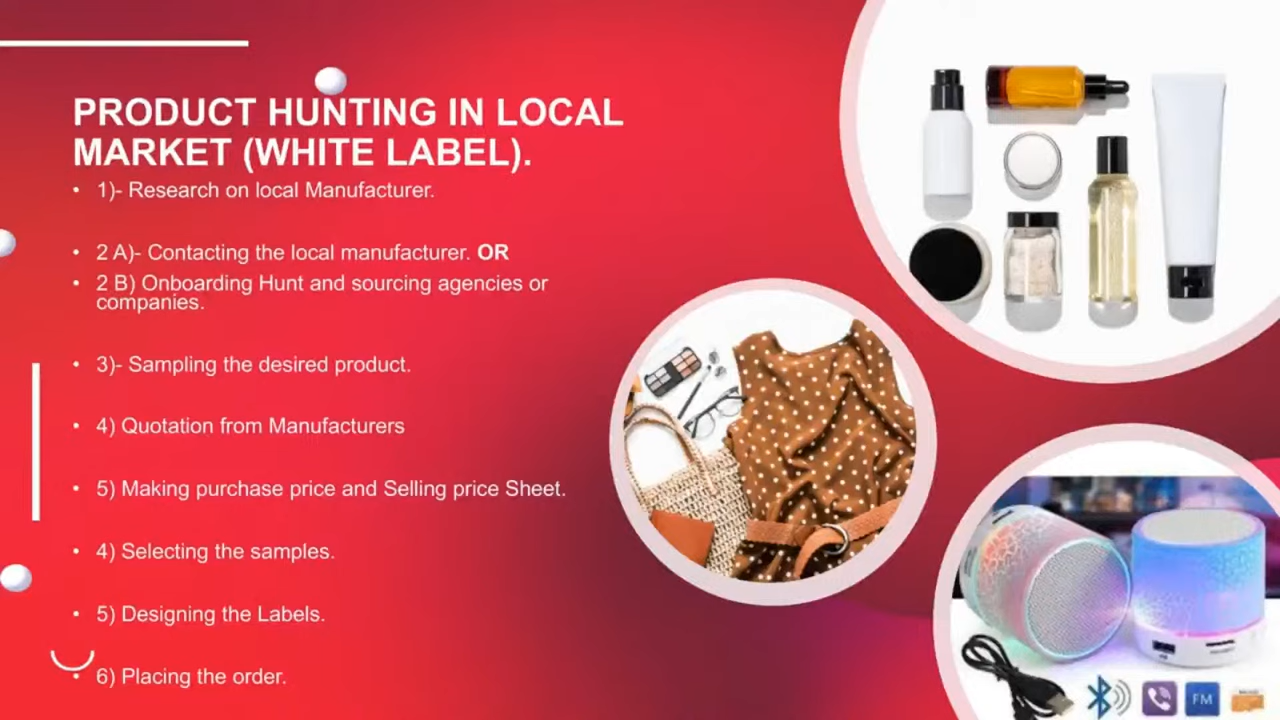 PRODUCT HUNTING IN LOCAL
MARKET (WHITE LABEL).
• 1)- Research on local Manufacturer.
• 2 A)- Contacting the local manufacturer. OR
• 2 B) Onboarding Hunt and sourcing agencies or
companies.
• 3)- Sampling the desired product.
• 4) Quotation from Manufacturers
• 5) Making purchase price and Selling price Sheet.
• 4) Selecting the samples.
• 5) Designing the Labels.
• 6) Placing the order.
FM